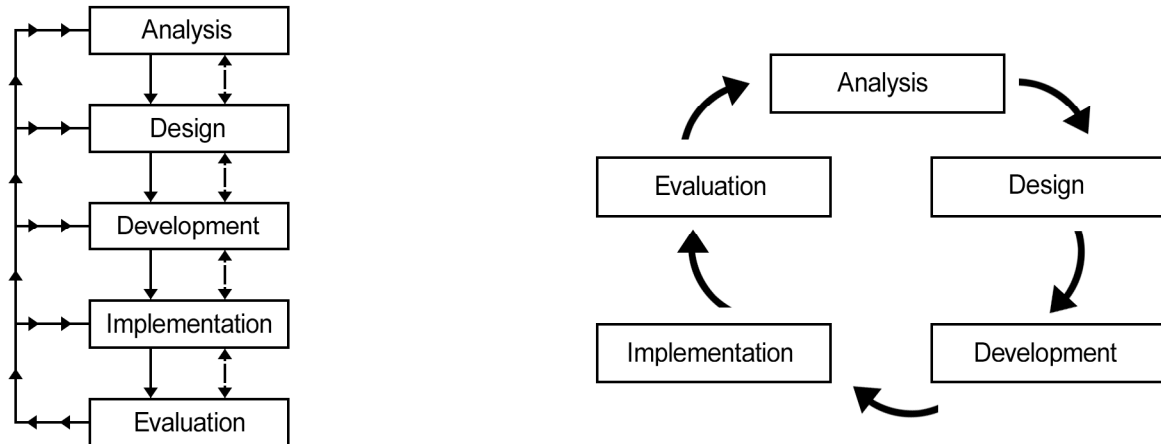 Analysis
Design
Development
Implementation
Evaluation
Analysis
Evaluation
Design
Implementation
Development